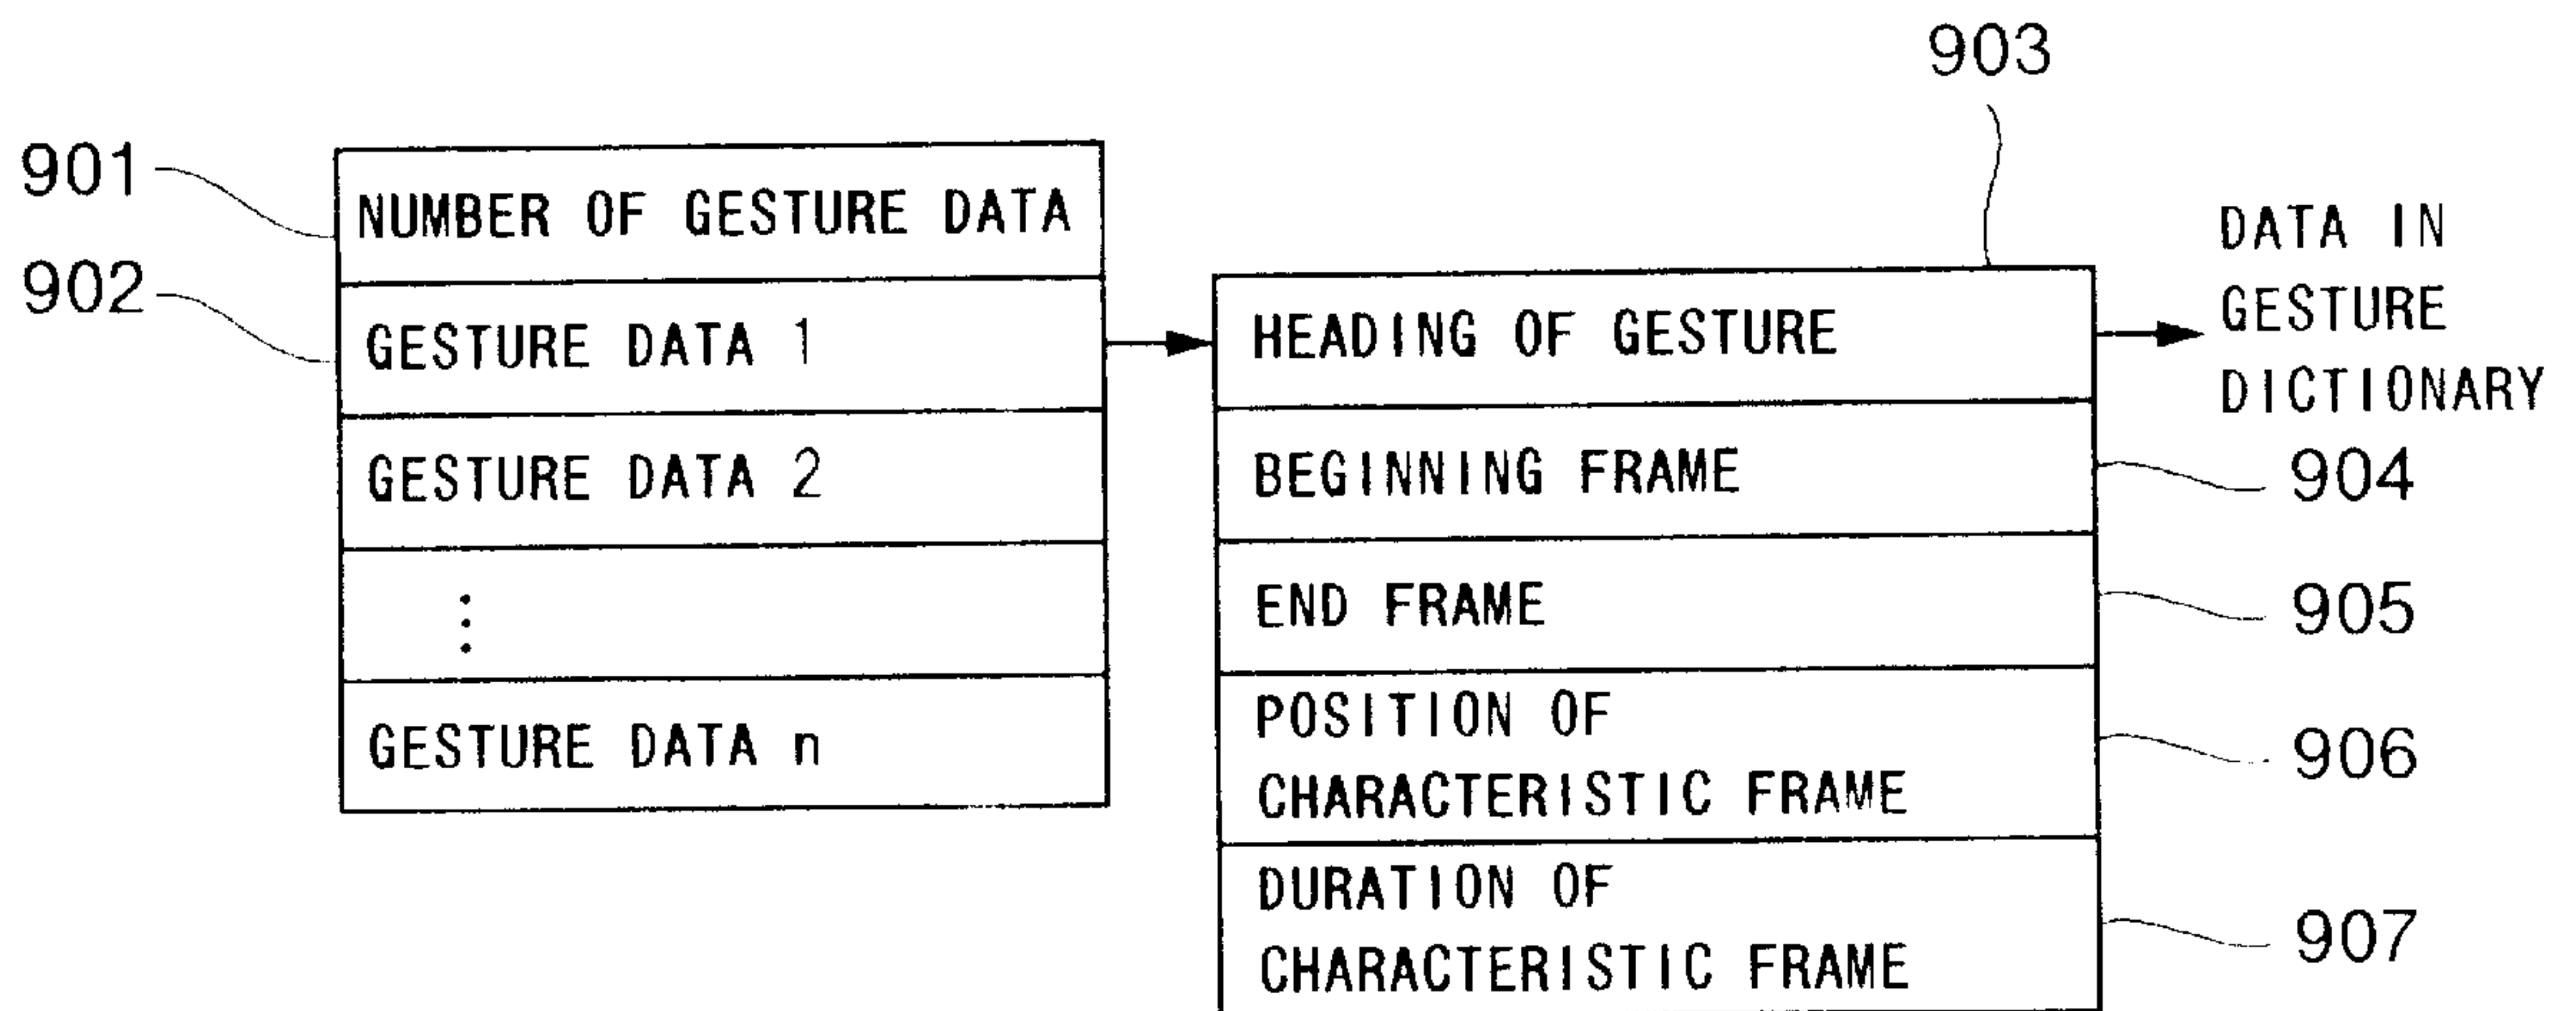 903
901
NUMBER OF GESTURE DATA
902
GESTURE DATA 1
GESTURE DATA 2
⋮
GESTURE DATA n
HEADING OF GESTURE
DATA IN
GESTURE
DICTIONARY
BEGINNING FRAME
904
END FRAME
905
POSITION OF
CHARACTERISTIC FRAME
906
DURATION OF
CHARACTERISTIC FRAME
907